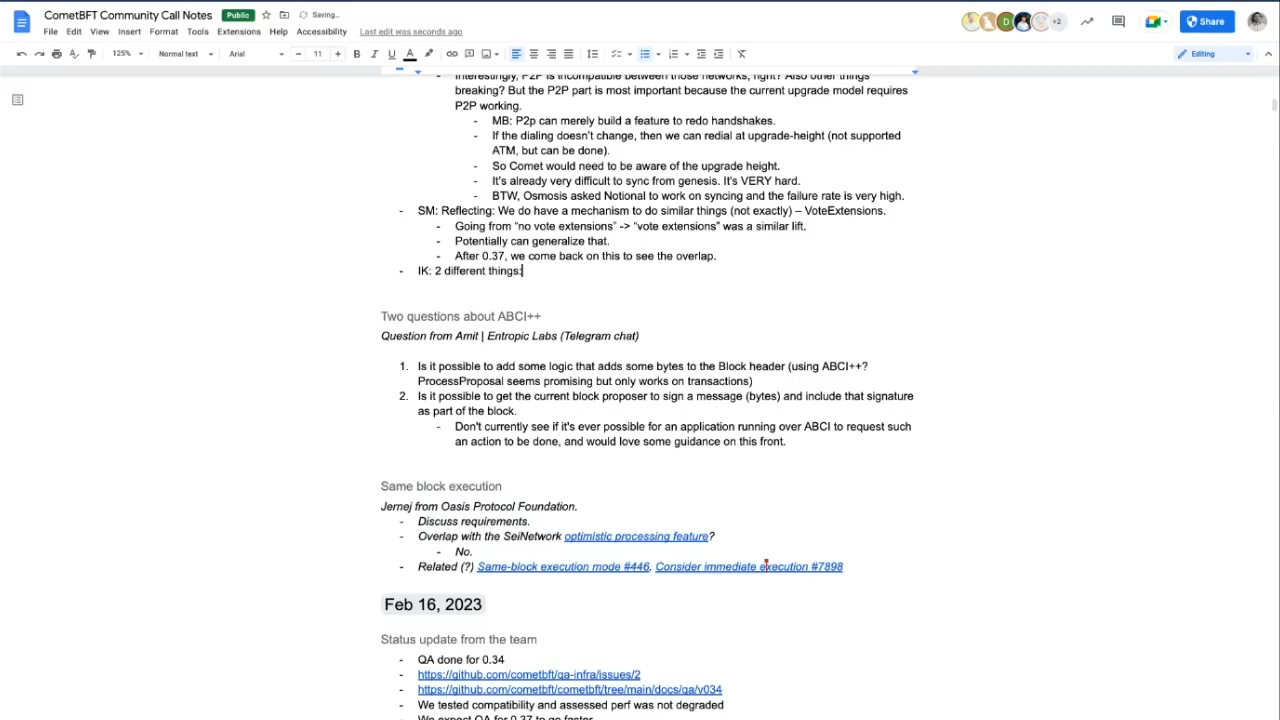 CometBFT Community Call Notes Public Saving...
File Edit View Insert Format Tools Extensions Help Accessibility Last edit was seconds ago
D +2 Share
125% Normal text Arial - 11 + B I U A Editing
Interestingly, P2P is incompatible between those networks, right? Also other things
breaking? But the P2P part is most important because the current upgrade model requires
P2P working.
- MB: P2p can merely build a feature to redo handshakes.
- If the dialing doesn't change, then we can redial at upgrade-height (not supported
ATM, but can be done).
- So Comet would need to be aware of the upgrade height.
- It's already very difficult to sync from genesis. It's VERY hard.
- BTW, Osmosis asked Notional to work on syncing and the failure rate is very high.
- SM: Reflecting: We do have a mechanism to do similar things (not exactly) – VoteExtensions.
- Going from “no vote extensions” -> “vote extensions” was a similar lift.
- Potentially can generalize that.
- After 0.37, we come back on this to see the overlap.
- IK: 2 different things:
Two questions about ABCI++
Question from Amit | Entropic Labs (Telegram chat)
1. Is it possible to add some logic that adds some bytes to the Block header (using ABCI++?
ProcessProposal seems promising but only works on transactions)
2. Is it possible to get the current block proposer to sign a message (bytes) and include that signature
as part of the block.
- Don't currently see if it's ever possible for an application running over ABCI to request such
an action to be done, and would love some guidance on this front.
Same block execution
Jernej from Oasis Protocol Foundation.
- Discuss requirements.
- Overlap with the SeiNetwork optimistic processing feature?
- No.
- Related (?) Same-block execution mode #446. Consider immediate execution #7898
Feb 16, 2023
Status update from the team
- QA done for 0.34
- https://github.com/cometbft/qa-infra/issues/2
- https://github.com/cometbft/cometbft/tree/main/docs/qa/v034
- We tested compatibility and assessed perf was not degraded
- We expect QA for 0.37 to go faster